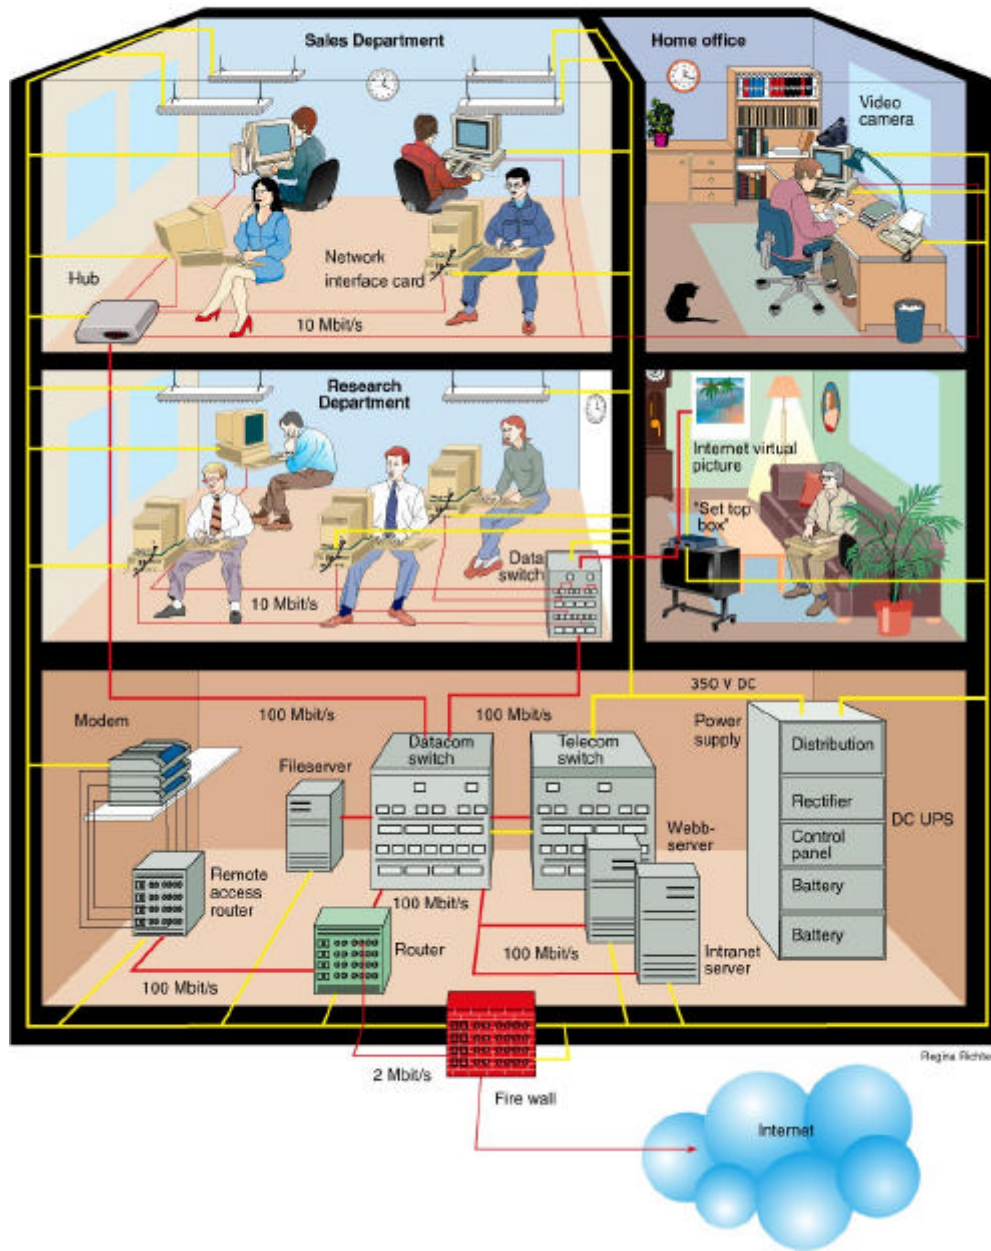 Sales Department
Home office
Video
camera
Network
interface card
Hub
10 Mbit/s
Research
Department
Internet virtual
picture
"Set top
box"
Data
switch
10 Mbit/s
350 V DC
Modem
100 Mbit/s
100 Mbit/s
Power
supply
Datacom
switch
Telecom
switch
Distribution
Fileserver
Rectifier
DC UPS
Webb-
server
Control
panel
Remote
access
router
Battery
100 Mbit/s
Battery
Router
100 Mbit/s
Intranet
server
100 Mbit/s
Regina Richte
2 Mbit/s
Fire wall
Internet